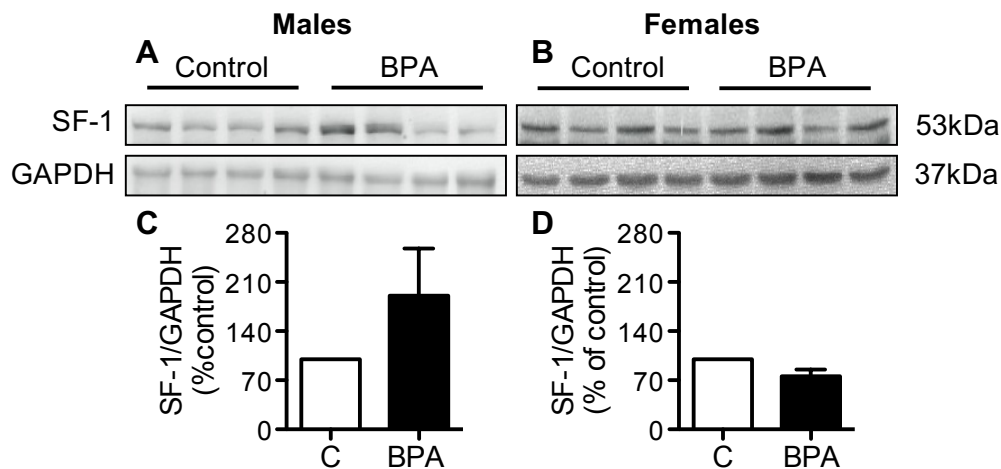 Males Females
A Control BPA B Control BPA
SF-1 53kDa
GAPDH 37kDa
C D
SF-1/GAPDH
(%control)
280
210
140
70
0
C BPA
SF-1/GAPDH
(% of control)
280
210
140
70
0
C BPA